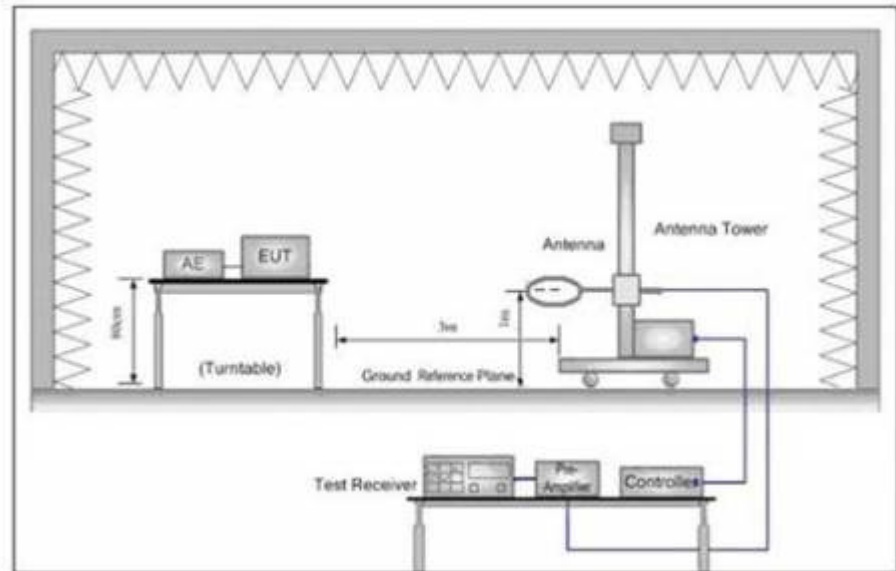 Antenna Tower
Antenna
AE
EUT
80cm
3m
1m
(Turntable)
Ground Reference Plane
Test Receiver
Pre-
Amplifier
Controller